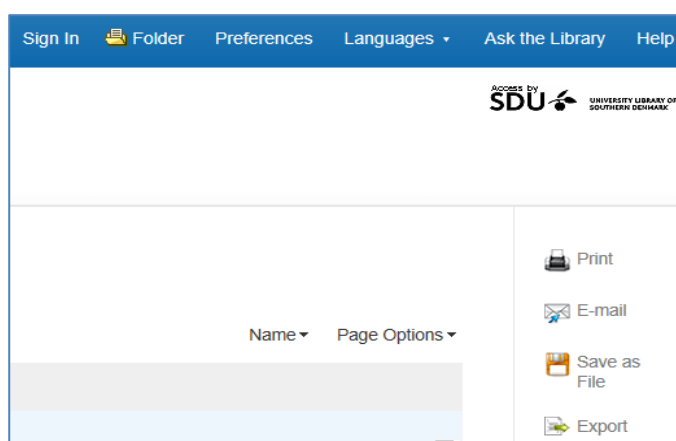 Sign In Folder Preferences Languages Ask the Library Help
Access by
SDU UNIVERSITY LIBRARY OF
SOUTHERN DENMARK
Print
E-mail
Name Page Options
Save as
File
Export